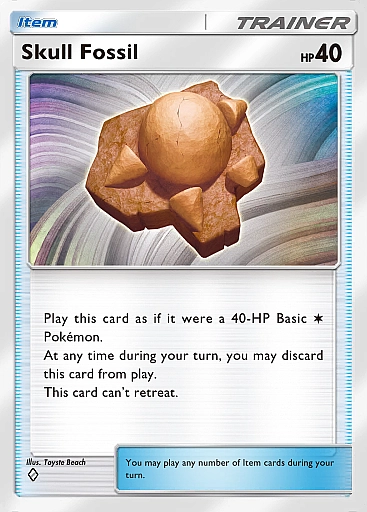 Item
TRAINER
Skull Fossil
HP40
Play this card as if it were a 40-HP Basic
Pokémon.
At any time during your turn, you may discard
this card from play.
This card can't retreat.
Illus. Toyste Beach
You may play any number of Item cards during your
turn.